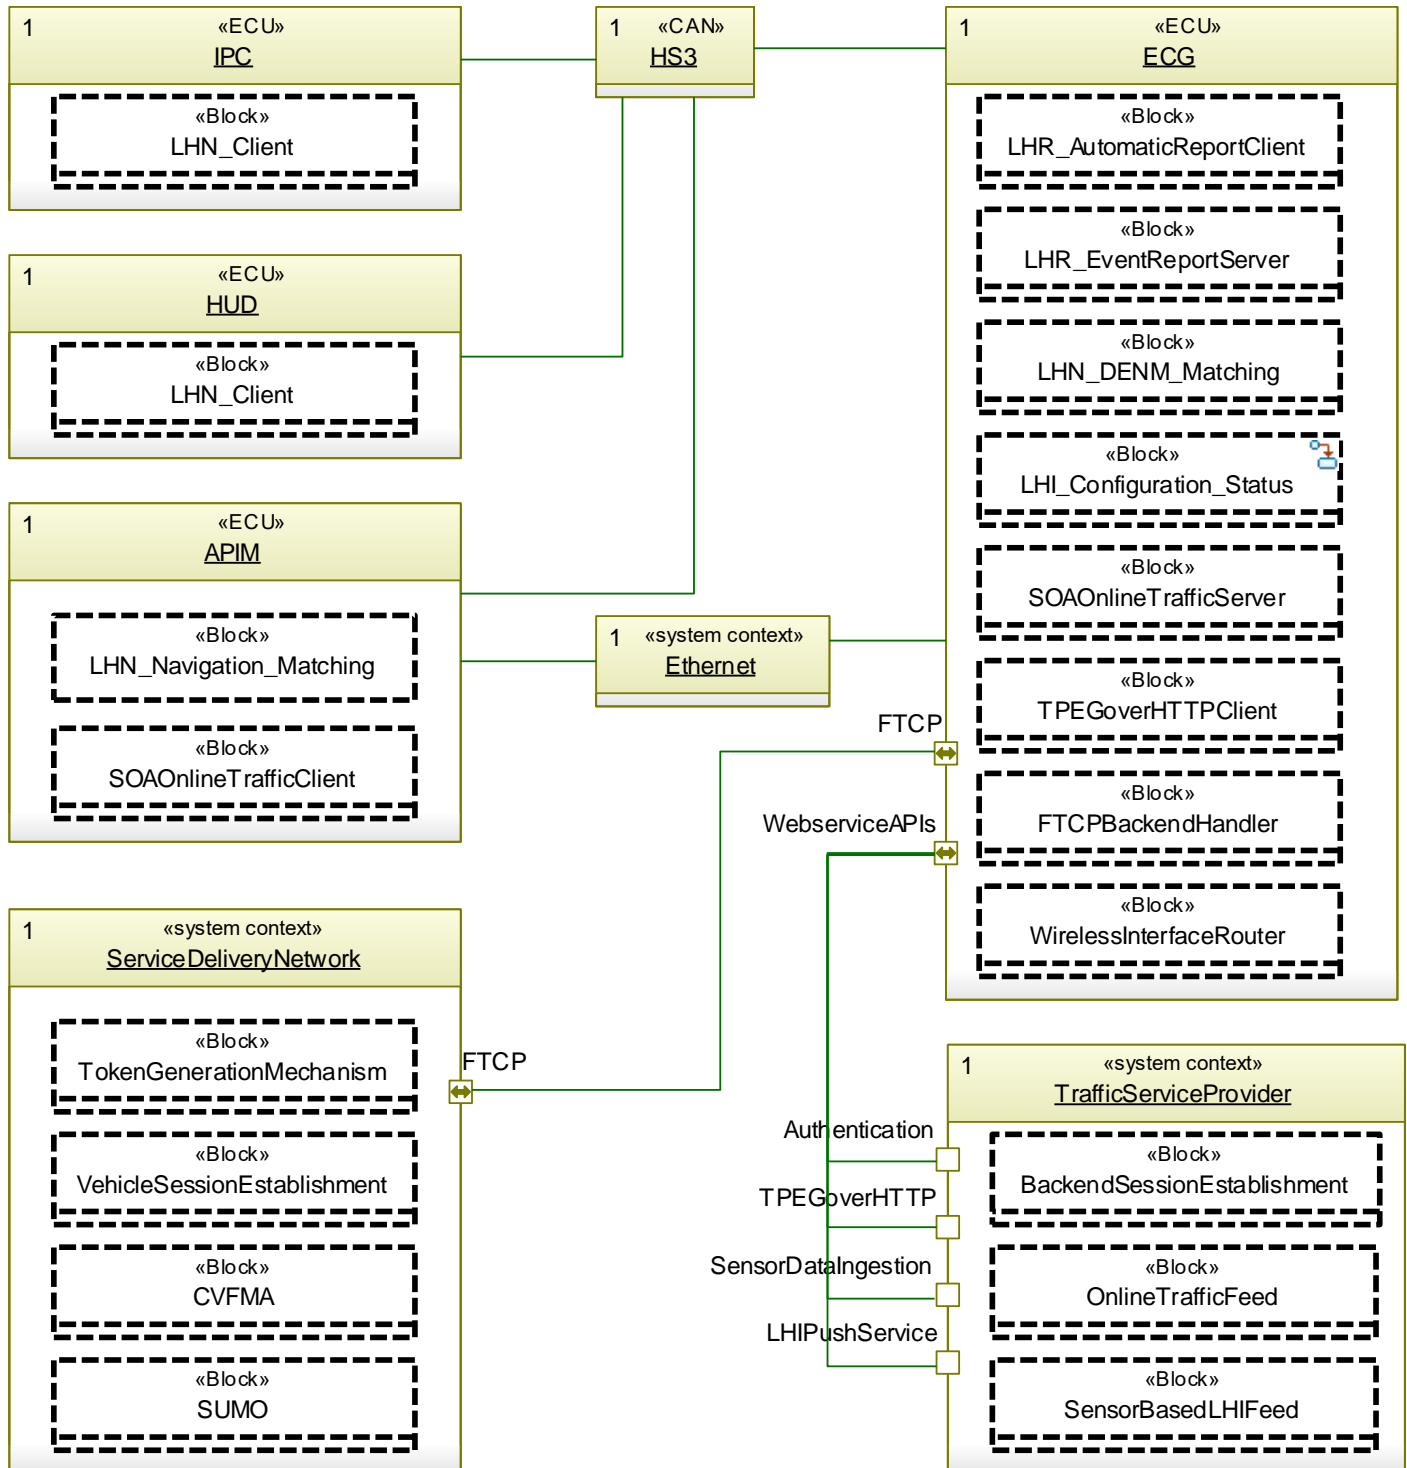 1 «ECU»
IPC
«Block»
LHN_Client
1 «CAN»
HS3
1 «ECU»
ECG
«Block»
LHR_AutomaticReportClient
«Block»
LHR_EventReportServer
«Block»
LHN_DENM_Matching
«Block»
LHI_Configuration_Status
«Block»
SOAOnlineTrafficServer
«Block»
TPEGoverHTTPClient
«Block»
FTCPBackendHandler
«Block»
WirelessInterfaceRouter
1 «ECU»
HUD
«Block»
LHN_Client
1 «ECU»
APIM
«Block»
LHN_Navigation_Matching
«Block»
SOAOnlineTrafficClient
1 «system context»
Ethernet
FTCP
WebserviceAPIs
1 «system context»
ServiceDeliveryNetwork
«Block»
TokenGenerationMechanism
«Block»
VehicleSessionEstablishment
«Block»
CVFMA
«Block»
SUMO
FTCP
Authentication
TPEGoverHTTP
SensorDataIngestion
LHIPushService
1 «system context»
TrafficServiceProvider
«Block»
BackendSessionEstablishment
«Block»
OnlineTrafficFeed
«Block»
SensorBasedLHIFeed